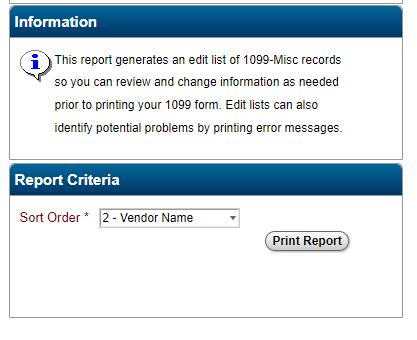 Information
This report generates an edit list of 1099-Misc records
so you can review and change information as needed
prior to printing your 1099 form. Edit lists can also
identify potential problems by printing error messages.
Report Criteria
Sort Order * 2 - Vendor Name
Print Report